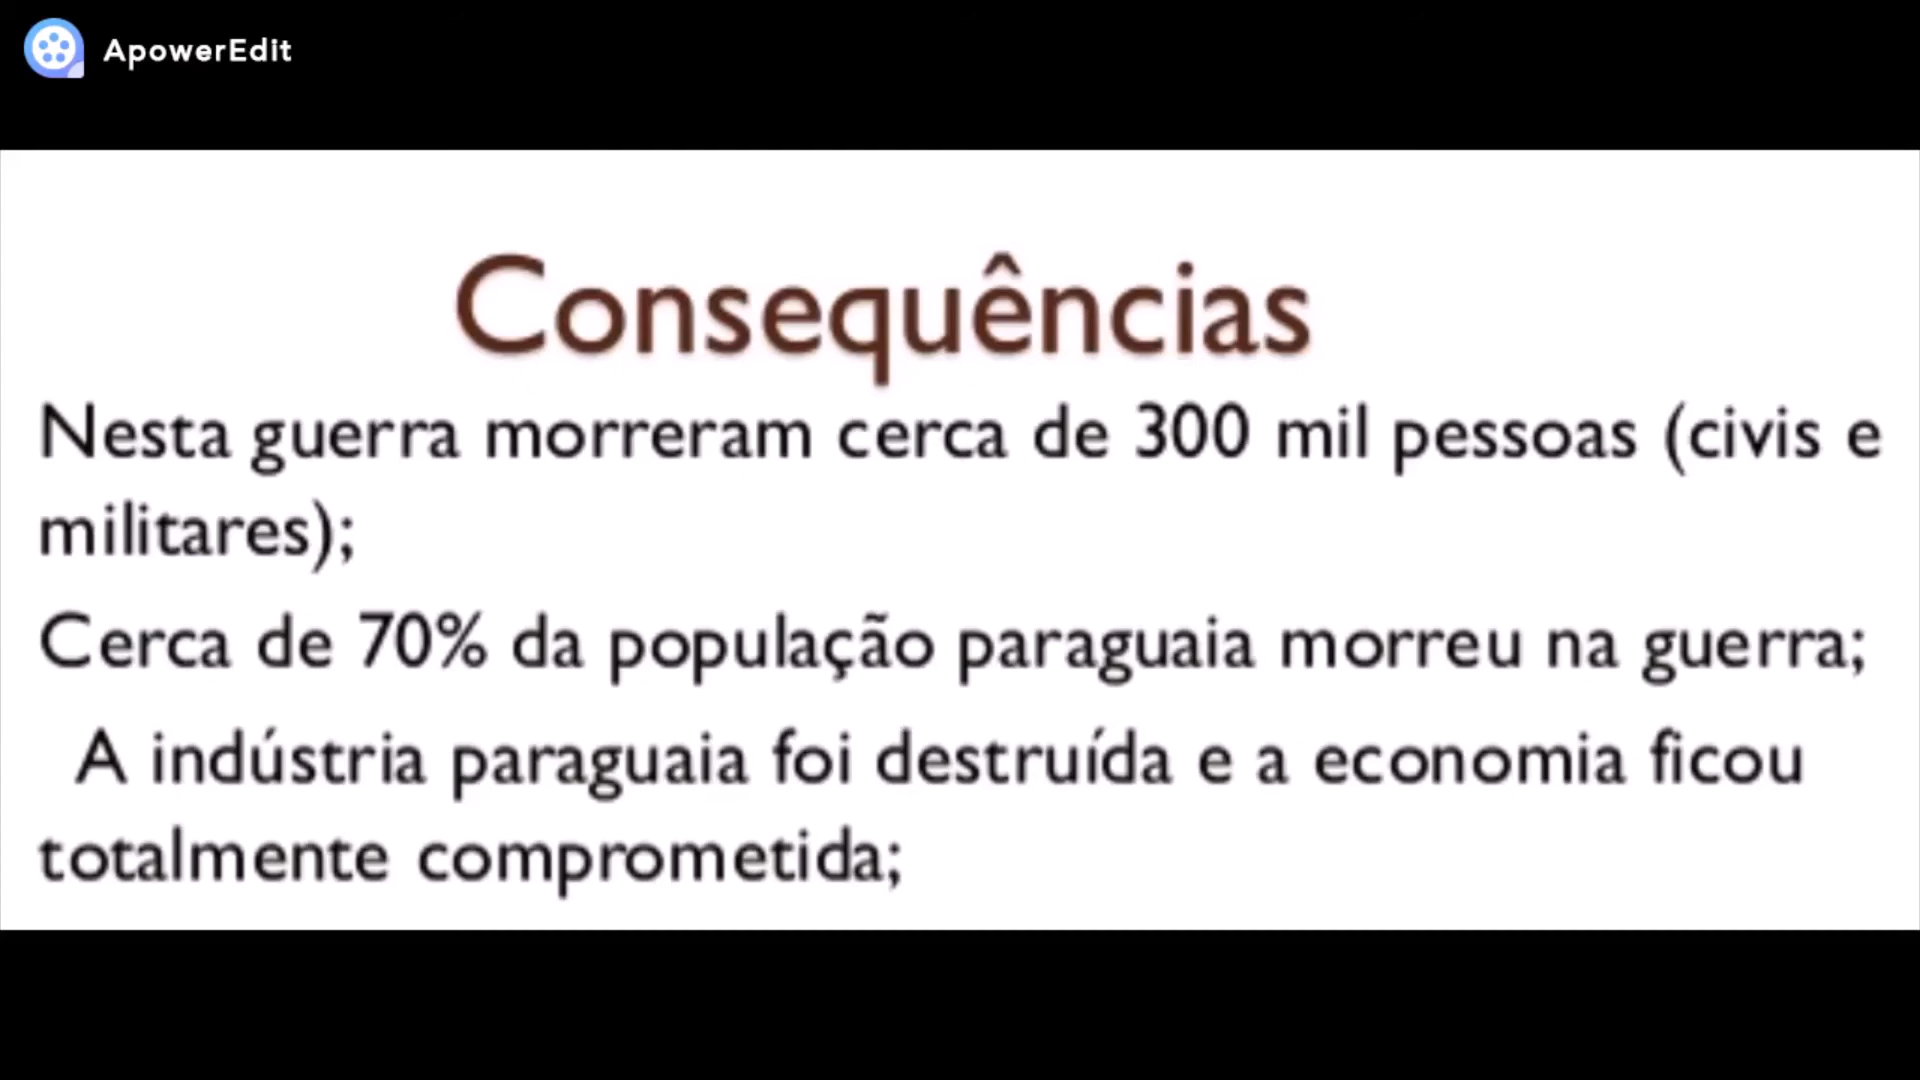 ApowerEdit
Consequências
Nesta guerra morreram cerca de 300 mil pessoas (civis e
militares);
Cerca de 70% da população paraguaia morreu na guerra;
A indústria paraguaia foi destruída e a economia ficou
totalmente comprometida;